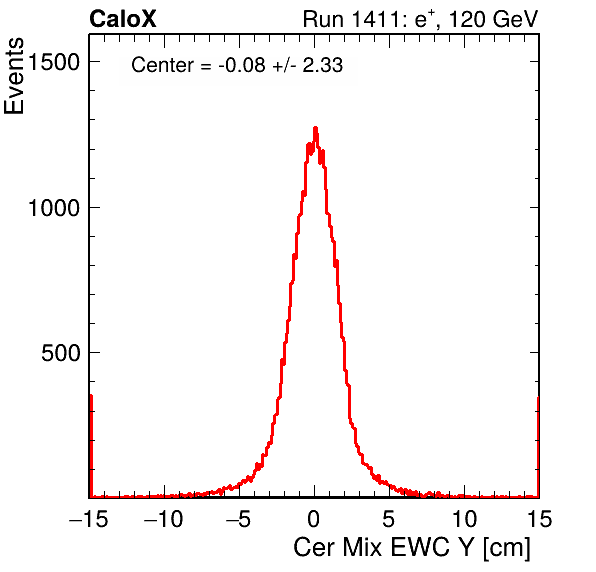 CaloX
Run 1411: e+, 120 GeV
Events
Center = -0.08 +/- 2.33
1500
1000
500
−15 −10 −5 0 5 10 15
Cer Mix EWC Y [cm]